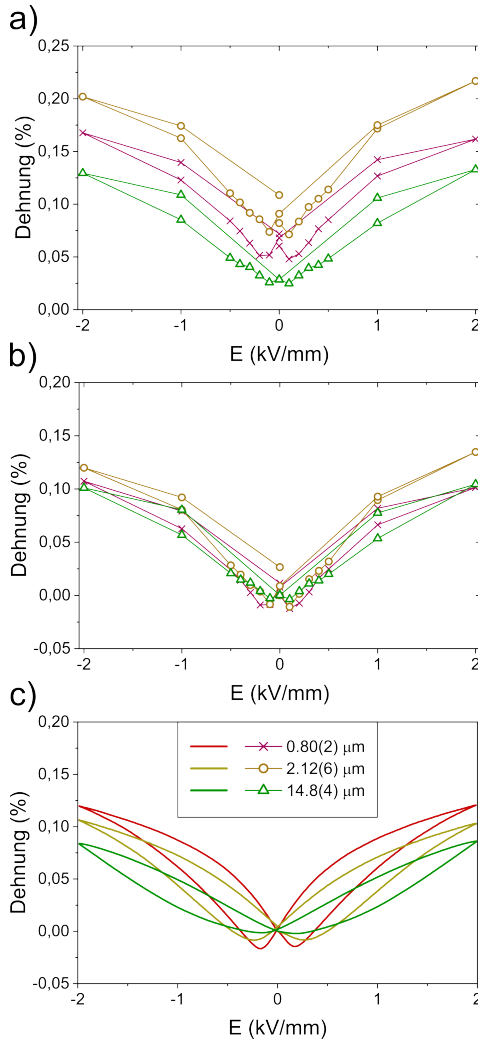 a)
0,25
0,20
0,15
0,10
0,05
0,00
Dehnung (%)
-2 -1 0 1 2
E (kV/mm)
b)
0,20
0,15
0,10
0,05
0,00
-0,05
Dehnung (%)
-2 -1 0 1 2
E (kV/mm)
c)
0,20
0,15
0,10
0,05
0,00
-0,05
Dehnung (%)
0.80(2) μm
2.12(6) μm
14.8(4) μm
-2 -1 0 1 2
E (kV/mm)